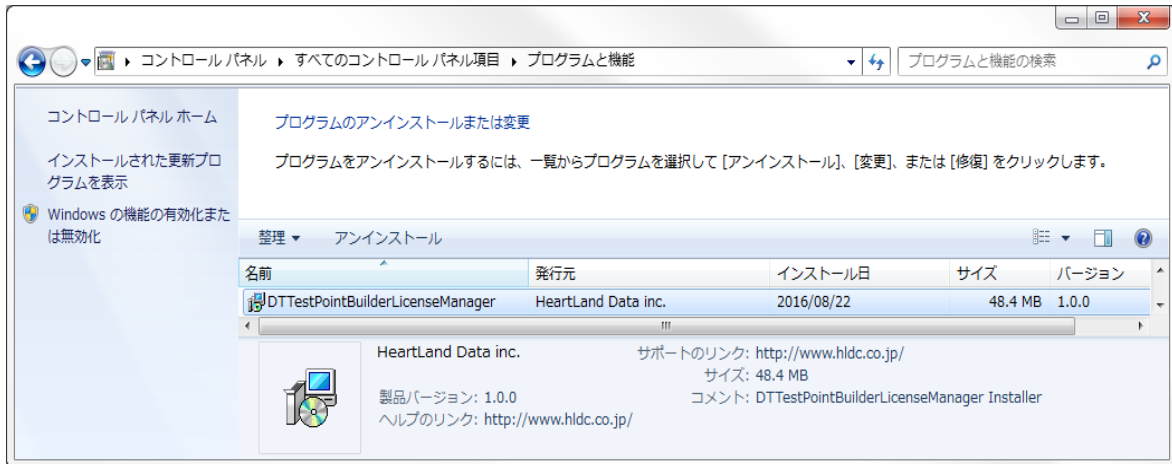 コントロール パネル ▸ すべてのコントロール パネル項目 ▸ プログラムと機能
プログラムと機能の検索
コントロール パネル ホーム
インストールされた更新プロ
グラムを表示
Windows の機能の有効化また
は無効化
プログラムのアンインストールまたは変更
プログラムをアンインストールするには、一覧からプログラムを選択して [アンインストール]、[変更]、または [修復] をクリックします。
整理 ▼ アンインストール
名前 発行元 インストール日 サイズ バージョン
DTTestPointBuilderLicenseManager HeartLand Data inc. 2016/08/22 48.4 MB 1.0.0
HeartLand Data inc. サポートのリンク: http://www.hldc.co.jp/
サイズ: 48.4 MB
製品バージョン: 1.0.0 コメント: DTTestPointBuilderLicenseManager Installer
ヘルプのリンク: http://www.hldc.co.jp/